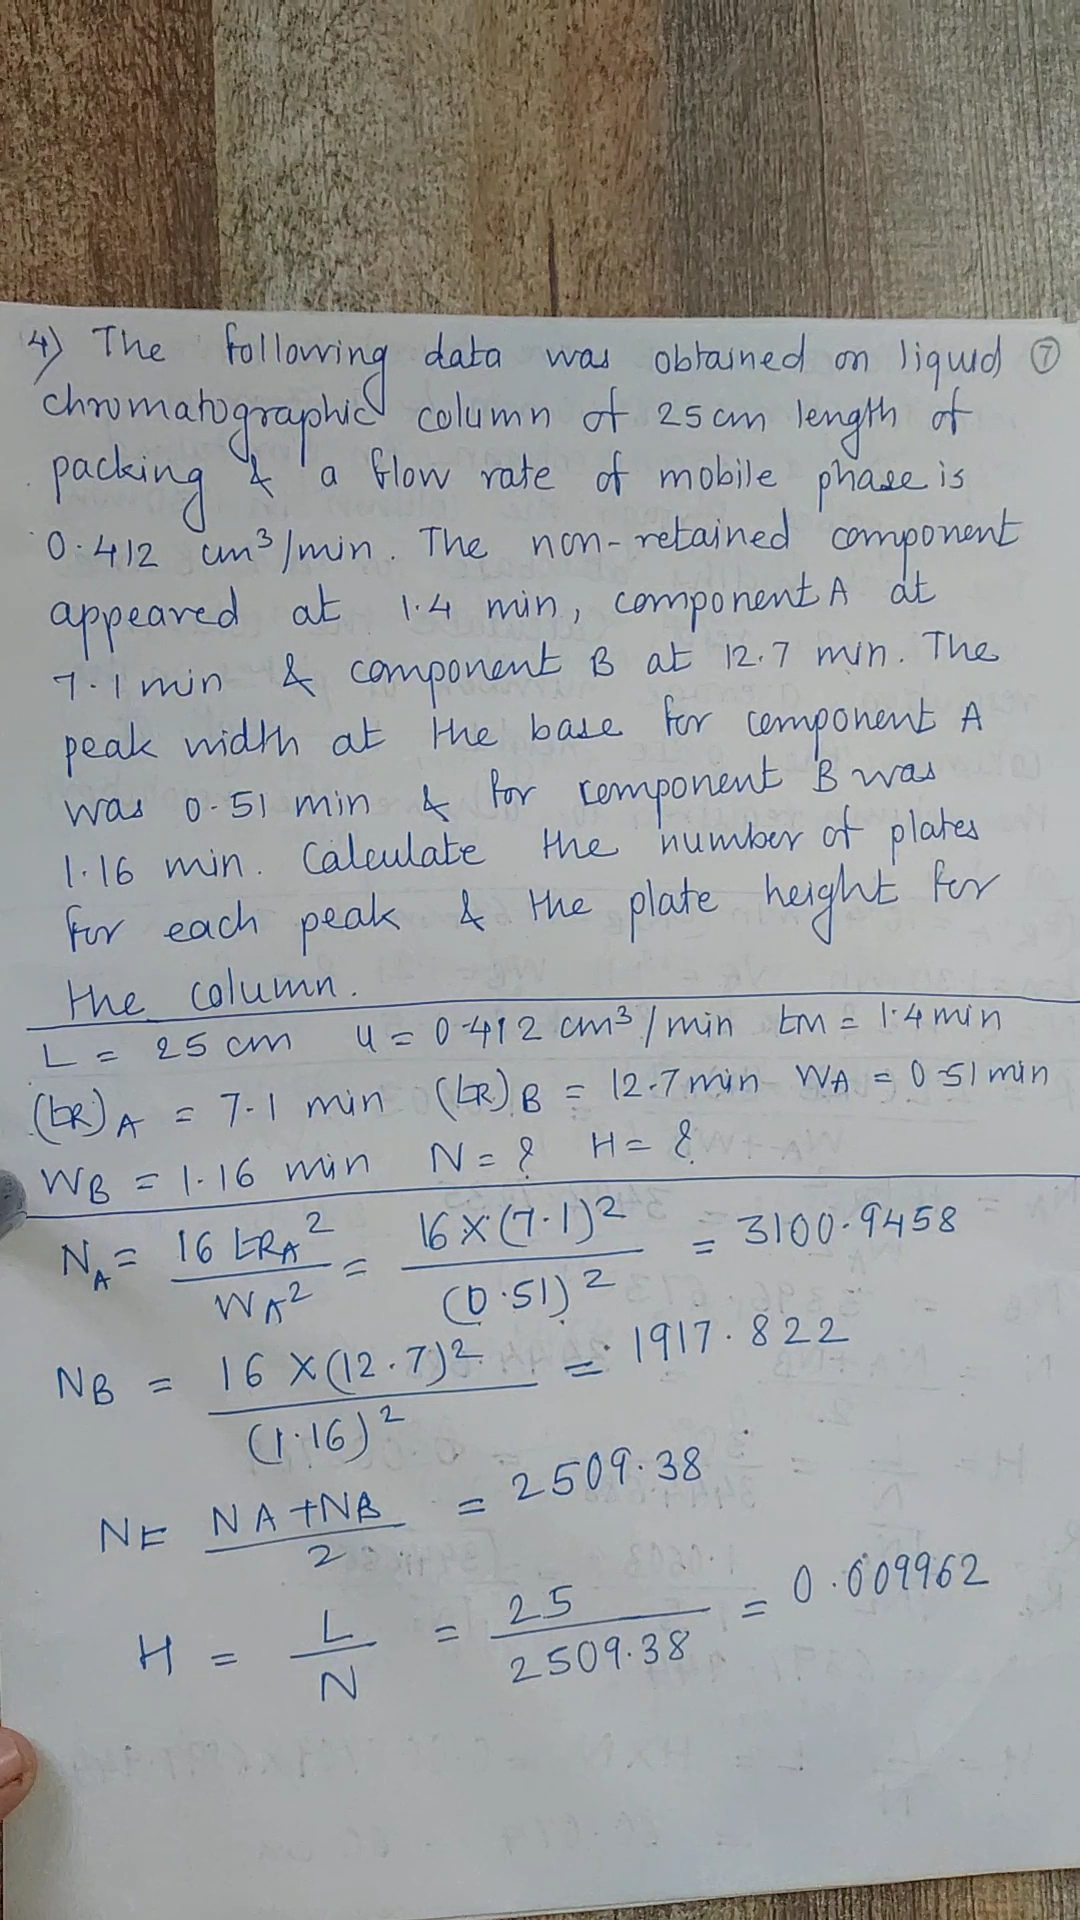 4) The following data was obtained on liquid ⑦
chromatographic column of 25 cm length of
packing & a flow rate of mobile phase is
0.412 cm³/min. The non-retained component
appeared at 1.4 min, component A at
7.1 min & component B at 12.7 min. The
peak width at the base for component A
was 0.51 min & for component B was
1.16 min. Calculate the number of plates
for each peak & the plate height for
the column.
L = 25 cm u = 0.412 cm³/min tm = 1.4 min
(tR)A = 7.1 min (tR)B = 12.7 min WA = 0.51 min
WB = 1.16 min N = ? H = ?
NA = 16 tRA² / WA² = 16 × (7.1)² / (0.51)² = 3100.9458
NB = 16 × (12.7)² / (1.16)² = 1917.822
N = NA + NB / 2 = 2509.38
H = L / N = 25 / 2509.38 = 0.009962